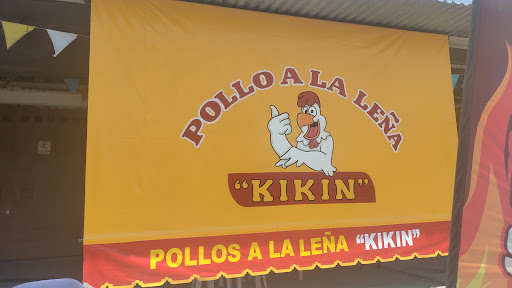 POLLO A LA LEÑA
"KIKIN"
POLLOS A LA LEÑA "KIKIN"